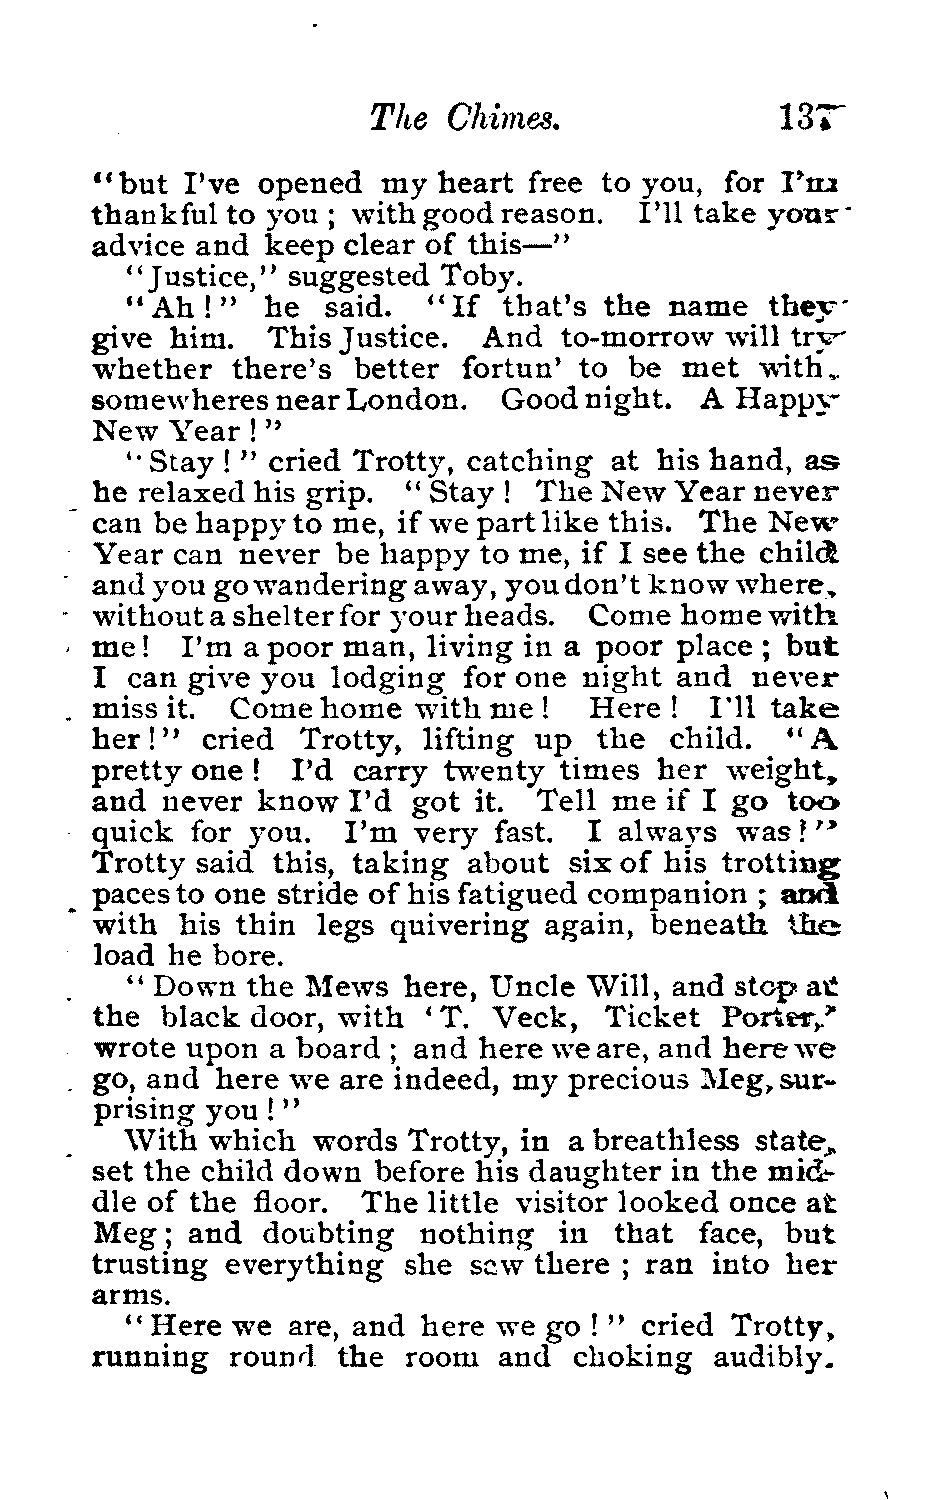 The Chimes. 137
"but I've opened my heart free to you, for I'm
thankful to you ; with good reason. I'll take your
advice and keep clear of this—"
"Justice," suggested Toby.
"Ah !" he said. "If that's the name they
give him. This Justice. And to-morrow will try
whether there's better fortun' to be met with,
somewheres near London. Good night. A Happy
New Year ! "
"Stay ! " cried Trotty, catching at his hand, as
he relaxed his grip. "Stay ! The New Year never
can be happy to me, if we part like this. The New
Year can never be happy to me, if I see the child
and you go wandering away, you don't know where,
without a shelter for your heads. Come home with
me! I'm a poor man, living in a poor place ; but
I can give you lodging for one night and never
miss it. Come home with me ! Here ! I'll take
her!" cried Trotty, lifting up the child. "A
pretty one ! I'd carry twenty times her weight,
and never know I'd got it. Tell me if I go too
quick for you. I'm very fast. I always was!"
Trotty said this, taking about six of his trotting
paces to one stride of his fatigued companion ; and
with his thin legs quivering again, beneath the
load he bore.
"Down the Mews here, Uncle Will, and stop at
the black door, with 'T. Veck, Ticket Porter,'
wrote upon a board ; and here we are, and here we
go, and here we are indeed, my precious Meg, sur-
prising you ! "
With which words Trotty, in a breathless state,
set the child down before his daughter in the mid-
dle of the floor. The little visitor looked once at
Meg ; and doubting nothing in that face, but
trusting everything she saw there ; ran into her
arms.
"Here we are, and here we go ! " cried Trotty,
running round the room and choking audibly.